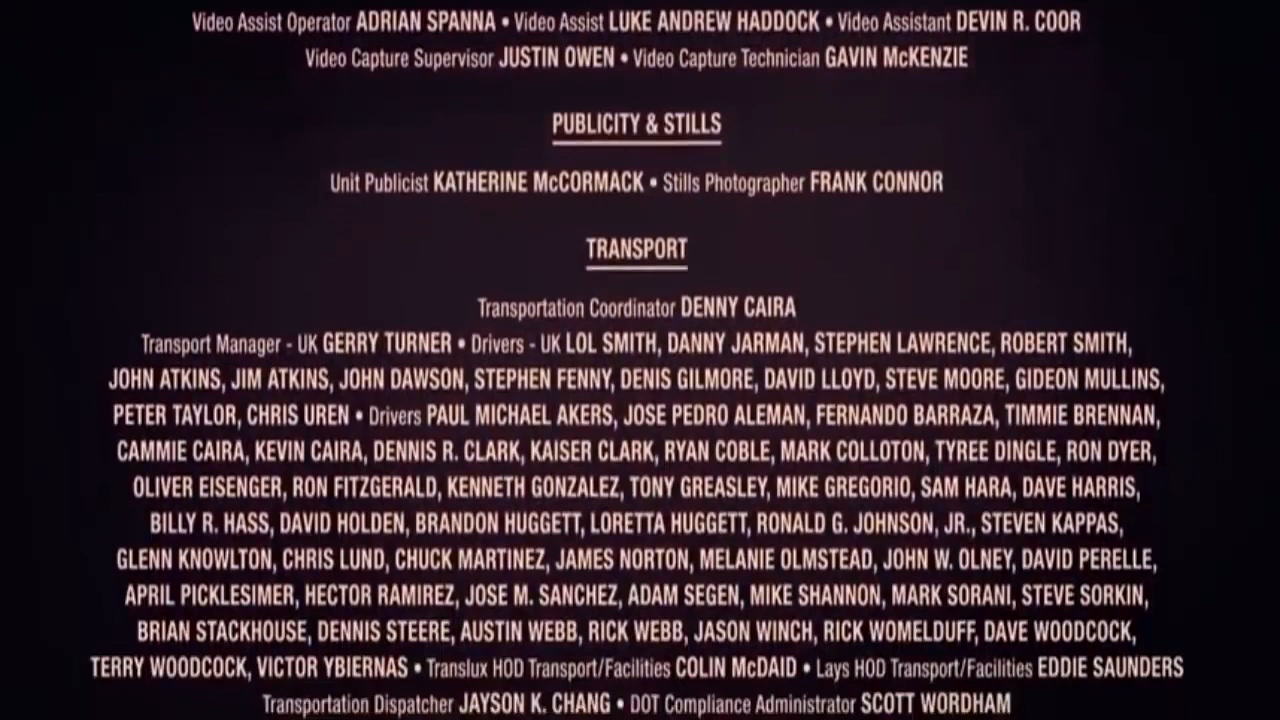 Video Assist Operator ADRIAN SPANNA • Video Assist LUKE ANDREW HADDOCK • Video Assistant DEVIN R. COOR
Video Capture Supervisor JUSTIN OWEN • Video Capture Technician GAVIN McKENZIE
PUBLICITY & STILLS
Unit Publicist KATHERINE McCORMACK • Stills Photographer FRANK CONNOR
TRANSPORT
Transportation Coordinator DENNY CAIRA
Transport Manager - UK GERRY TURNER • Drivers - UK LOL SMITH, DANNY JARMAN, STEPHEN LAWRENCE, ROBERT SMITH,
JOHN ATKINS, JIM ATKINS, JOHN DAWSON, STEPHEN FENNY, DENIS GILMORE, DAVID LLOYD, STEVE MOORE, GIDEON MULLINS,
PETER TAYLOR, CHRIS UREN • Drivers PAUL MICHAEL AKERS, JOSE PEDRO ALEMAN, FERNANDO BARRAZA, TIMMIE BRENNAN,
CAMMIE CAIRA, KEVIN CAIRA, DENNIS R. CLARK, KAISER CLARK, RYAN COBLE, MARK COLLOTON, TYREE DINGLE, RON DYER,
OLIVER EISENGER, RON FITZGERALD, KENNETH GONZALEZ, TONY GREASLEY, MIKE GREGORIO, SAM HARA, DAVE HARRIS,
BILLY R. HASS, DAVID HOLDEN, BRANDON HUGGETT, LORETTA HUGGETT, RONALD G. JOHNSON, JR., STEVEN KAPPAS,
GLENN KNOWLTON, CHRIS LUND, CHUCK MARTINEZ, JAMES NORTON, MELANIE OLMSTEAD, JOHN W. OLNEY, DAVID PERELLE,
APRIL PICKLESIMER, HECTOR RAMIREZ, JOSE M. SANCHEZ, ADAM SEGEN, MIKE SHANNON, MARK SORANI, STEVE SORKIN,
BRIAN STACKHOUSE, DENNIS STEERE, AUSTIN WEBB, RICK WEBB, JASON WINCH, RICK WOMELDUFF, DAVE WOODCOCK,
TERRY WOODCOCK, VICTOR YBIERNAS • Translux HOD Transport/Facilities COLIN McDAID • Lays HOD Transport/Facilities EDDIE SAUNDERS
Transportation Dispatcher JAYSON K. CHANG • DOT Compliance Administrator SCOTT WORDHAM